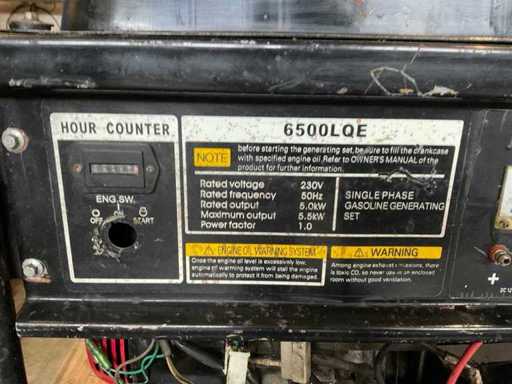 HOUR COUNTER
ENG.SW.
OFF ON START
6500LQE
NOTE
before starting the generating set, be sure to fill the crankcase
with specified engine oil. Refer to OWNER'S MANUAL of the
product for further information.
Rated voltage 230V
Rated frequency 50Hz
Rated output 5.0kW
Maximum output 5.5kW
Power factor 1.0
SINGLE PHASE
GASOLINE GENERATING
SET
ENGINE OIL WARNING SYSTEM
Once the engine oil level is excessively low,
engine oil warning system will stall the engine
automatically to protect it from being damaged.
WARNING
Among engine exhaust emissions, there
is toxic CO, so never use in an enclosed
room without good ventilation.
+